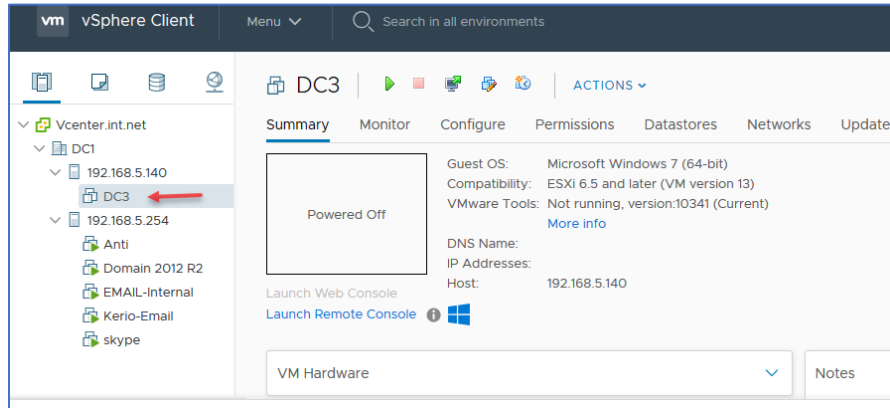 vm vSphere Client Menu Search in all environments
DC3 ACTIONS
Vcenter.int.net
DC1
192.168.5.140
DC3
192.168.5.254
Anti
Domain 2012 R2
EMAIL-Internal
Kerio-Email
skype
Summary Monitor Configure Permissions Datastores Networks Update
Powered Off
Guest OS: Microsoft Windows 7 (64-bit)
Compatibility: ESXi 6.5 and later (VM version 13)
VMware Tools: Not running, version:10341 (Current)
More info
DNS Name:
IP Addresses:
Host: 192.168.5.140
Launch Web Console
Launch Remote Console
VM Hardware
Notes